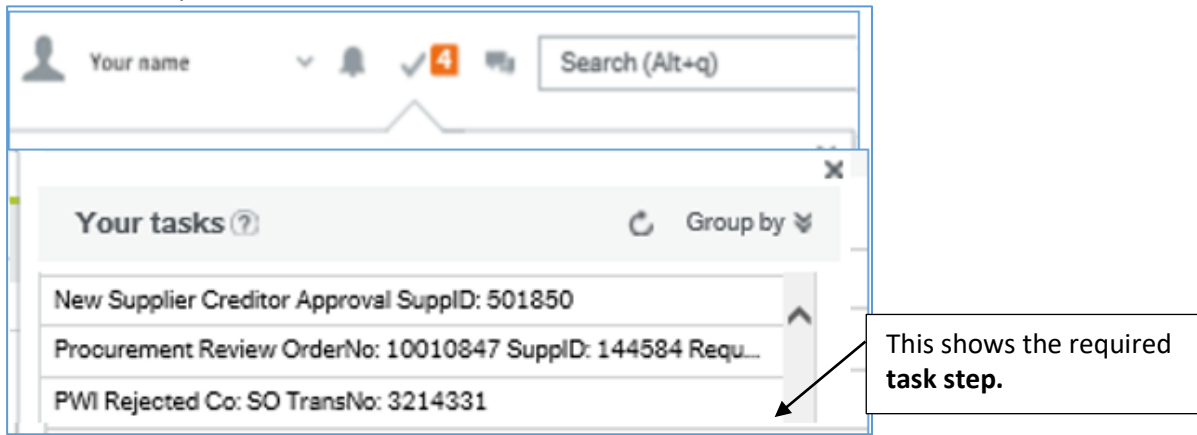 Your name 4 Search (Alt+q)
Your tasks ? Group by
New Supplier Creditor Approval SuppID: 501850
Procurement Review OrderNo: 10010847 SuppID: 144584 Requ...
PWI Rejected Co: SO TransNo: 3214331
This shows the required
task step.